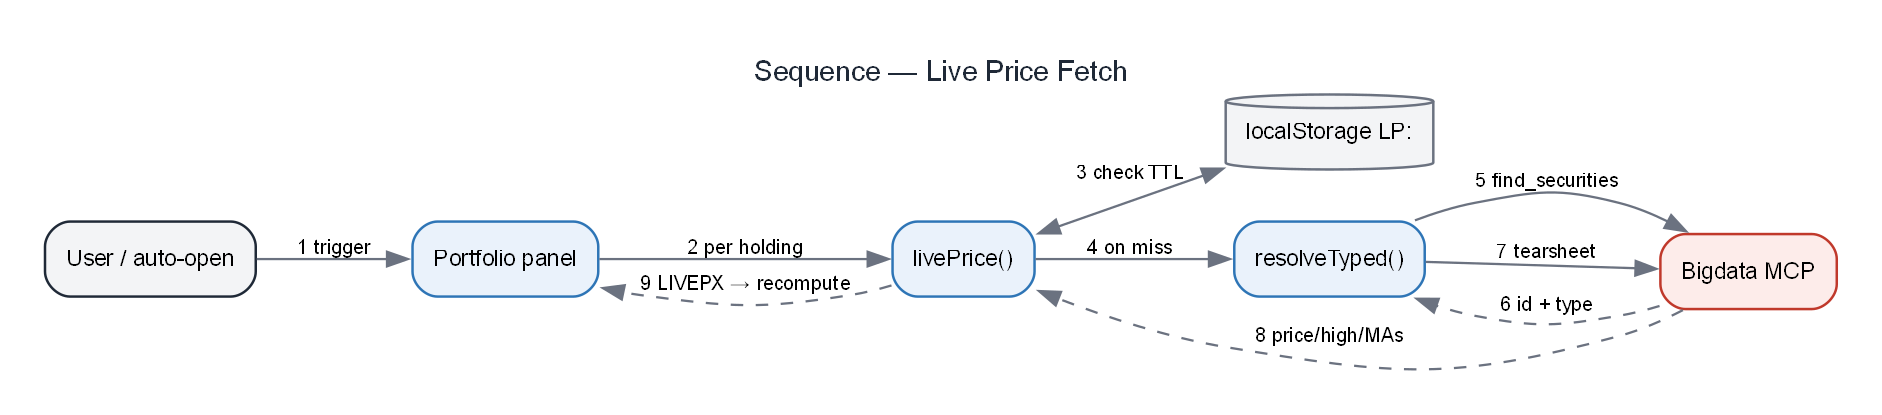 Sequence — Live Price Fetch
localStorage LP:
3 check TTL
5 find_securities
User / auto-open
1 trigger
Portfolio panel
2 per holding
livePrice()
4 on miss
resolveTyped()
7 tearsheet
Bigdata MCP
9 LIVEPX → recompute
6 id + type
8 price/high/MAs